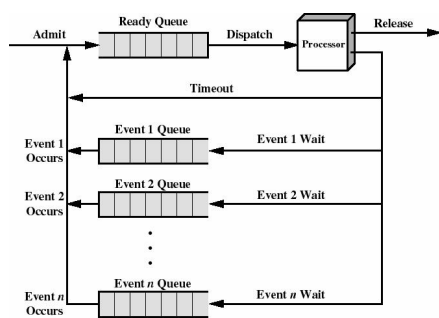 Ready Queue
Release
Admit
Dispatch
Processor
Timeout
Event 1 Queue
Event 1 Wait
Event 1
Occurs
Event 2 Queue
Event 2 Wait
Event 2
Occurs
Event n Queue
Event n Wait
Event n
Occurs